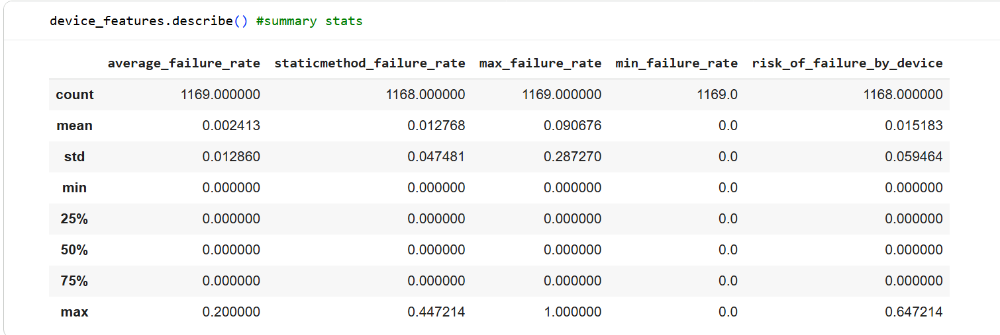 device_features.describe() #summary stats
average_failure_rate staticmethod_failure_rate max_failure_rate min_failure_rate risk_of_failure_by_device
count 1169.000000 1168.000000 1169.000000 1169.0 1168.000000
mean 0.002413 0.012768 0.090676 0.0 0.015183
std 0.012860 0.047481 0.287270 0.0 0.059464
min 0.000000 0.000000 0.000000 0.0 0.000000
25% 0.000000 0.000000 0.000000 0.0 0.000000
50% 0.000000 0.000000 0.000000 0.0 0.000000
75% 0.000000 0.000000 0.000000 0.0 0.000000
max 0.200000 0.447214 1.000000 0.0 0.647214